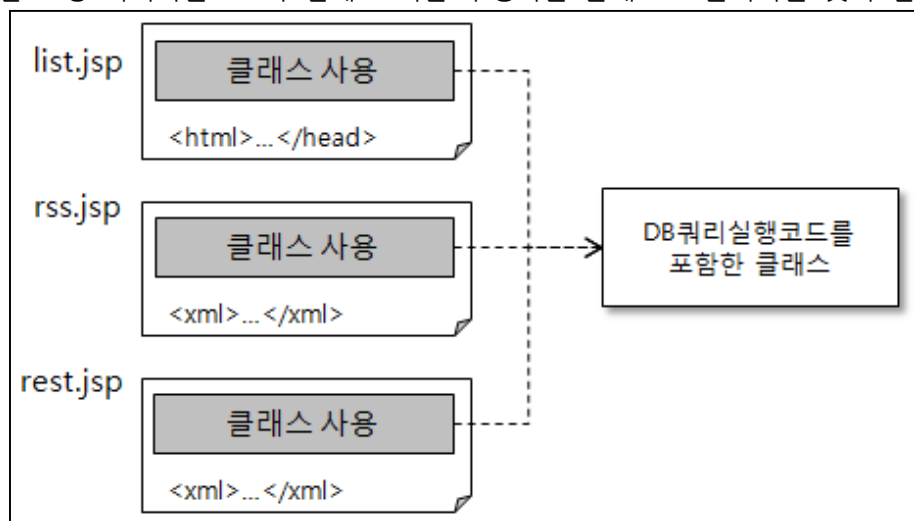 list.jsp
클래스 사용
<html>...</head>
rss.jsp
클래스 사용
<xml>...</xml>
rest.jsp
클래스 사용
<xml>...</xml>
DB쿼리실행코드를
포함한 클래스